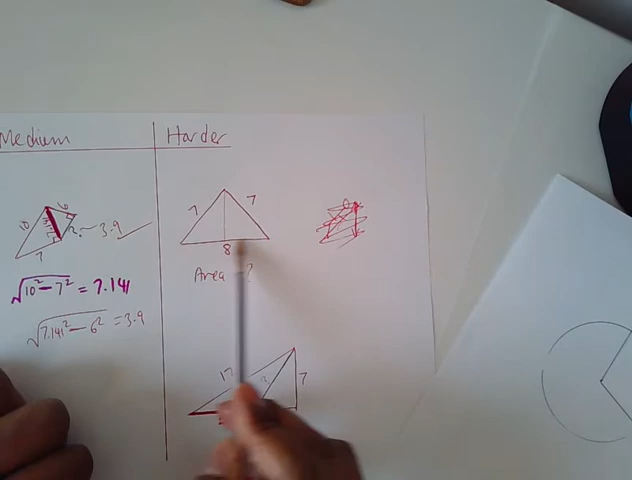 Medium
Harder
10
6
7
? ~ 3.9
√10² - 7² = 7.141
√7.141² - 6² = 3.9
7
7
8
Area ?
17
?
7